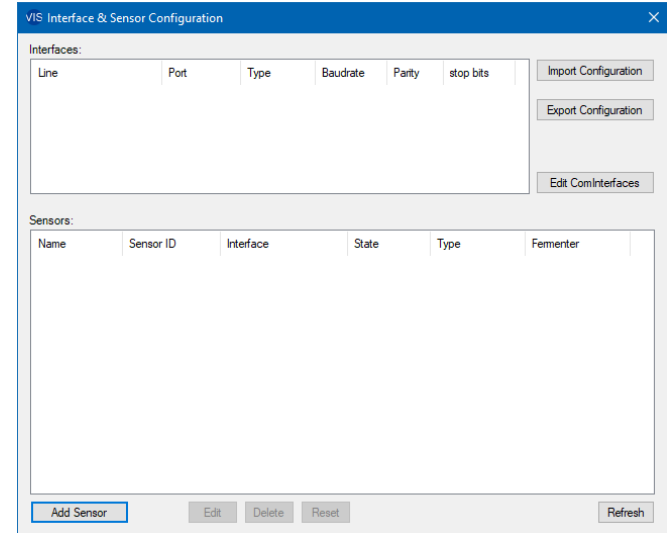 VIS Interface & Sensor Configuration
Interfaces:
Line Port Type Baudrate Parity stop bits
Import Configuration
Export Configuration
Edit ComInterfaces
Sensors:
Name Sensor ID Interface State Type Fermenter
Add Sensor Edit Delete Reset Refresh